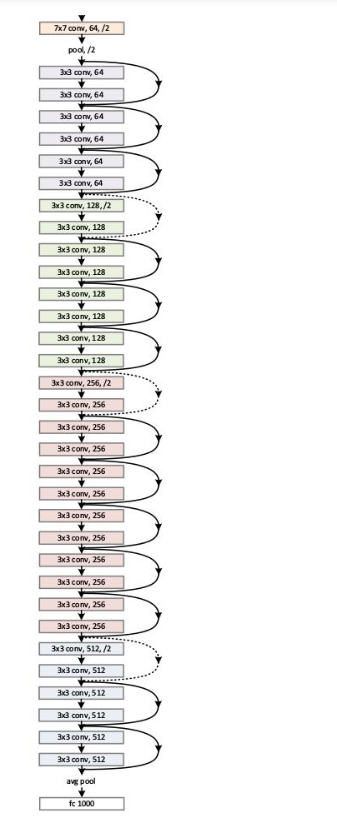 7x7 conv, 64, /2
pool, /2
3x3 conv, 64
3x3 conv, 64
3x3 conv, 64
3x3 conv, 64
3x3 conv, 64
3x3 conv, 64
3x3 conv, 128, /2
3x3 conv, 128
3x3 conv, 128
3x3 conv, 128
3x3 conv, 128
3x3 conv, 128
3x3 conv, 128
3x3 conv, 128
3x3 conv, 256, /2
3x3 conv, 256
3x3 conv, 256
3x3 conv, 256
3x3 conv, 256
3x3 conv, 256
3x3 conv, 256
3x3 conv, 256
3x3 conv, 256
3x3 conv, 256
3x3 conv, 256
3x3 conv, 256
3x3 conv, 512, /2
3x3 conv, 512
3x3 conv, 512
3x3 conv, 512
3x3 conv, 512
3x3 conv, 512
avg pool
fc 1000